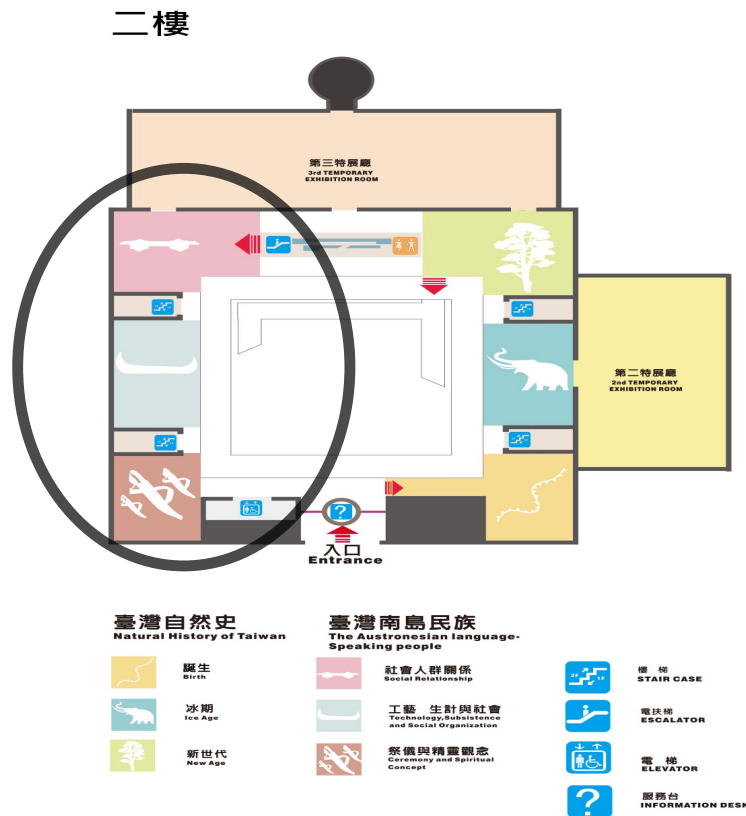 二樓
第三特展廳
3rd TEMPORARY
EXHIBITION ROOM
第二特展廳
2nd TEMPORARY
EXHIBITION ROOM
?
入口
Entrance
臺灣自然史
Natural History of Taiwan
誕生
Birth
冰期
Ice Age
新世代
New Age
臺灣南島民族
The Austronesian language-
Speaking people
社會人群關係
Social Relationship
工藝 生計與社會
Technology,Subsistence
and Social Organization
祭儀與精靈觀念
Ceremony and Spiritual
Concept
2F 1F
樓 梯
STAIR CASE
電扶梯
ESCALATOR
電 梯
ELEVATOR
?
服務台
INFORMATION DESK